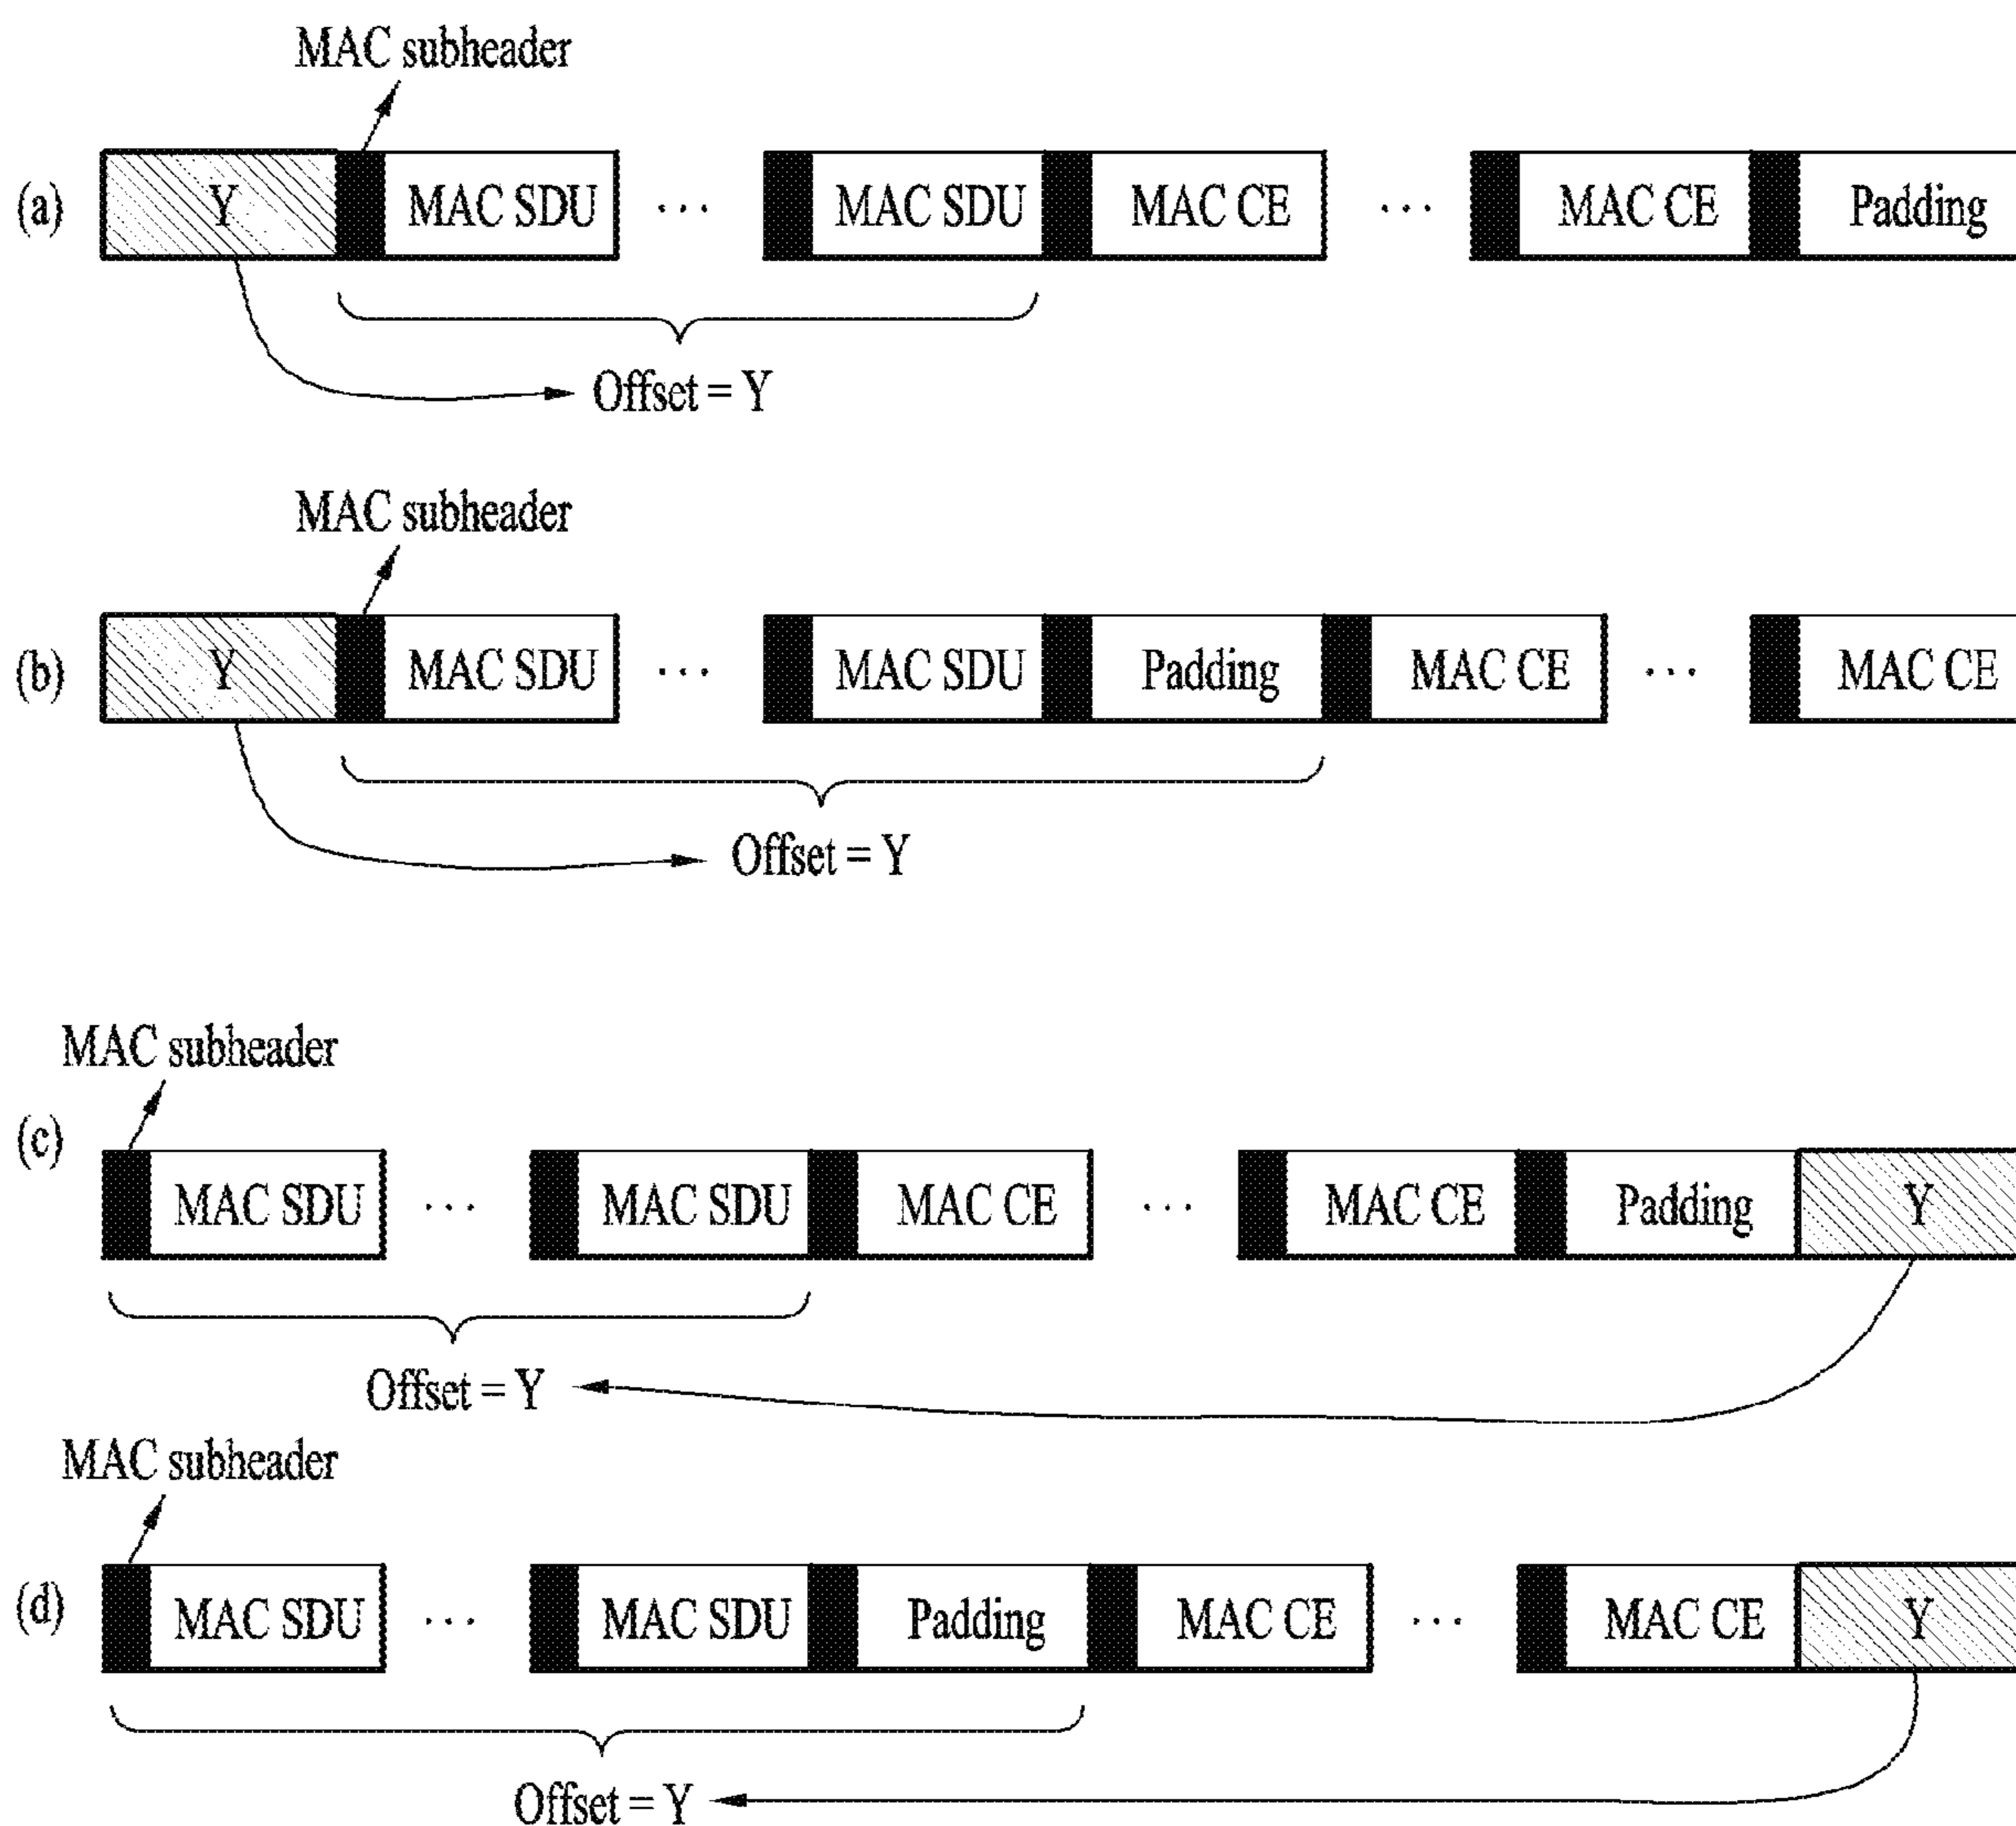 MAC subheader
(a) Y MAC SDU ... MAC SDU MAC CE ... MAC CE Padding
Offset = Y
MAC subheader
(b) Y MAC SDU ... MAC SDU Padding MAC CE ... MAC CE
Offset = Y
MAC subheader
(c) MAC SDU ... MAC SDU MAC CE ... MAC CE Padding Y
Offset = Y
MAC subheader
(d) MAC SDU ... MAC SDU Padding MAC CE ... MAC CE Y
Offset = Y